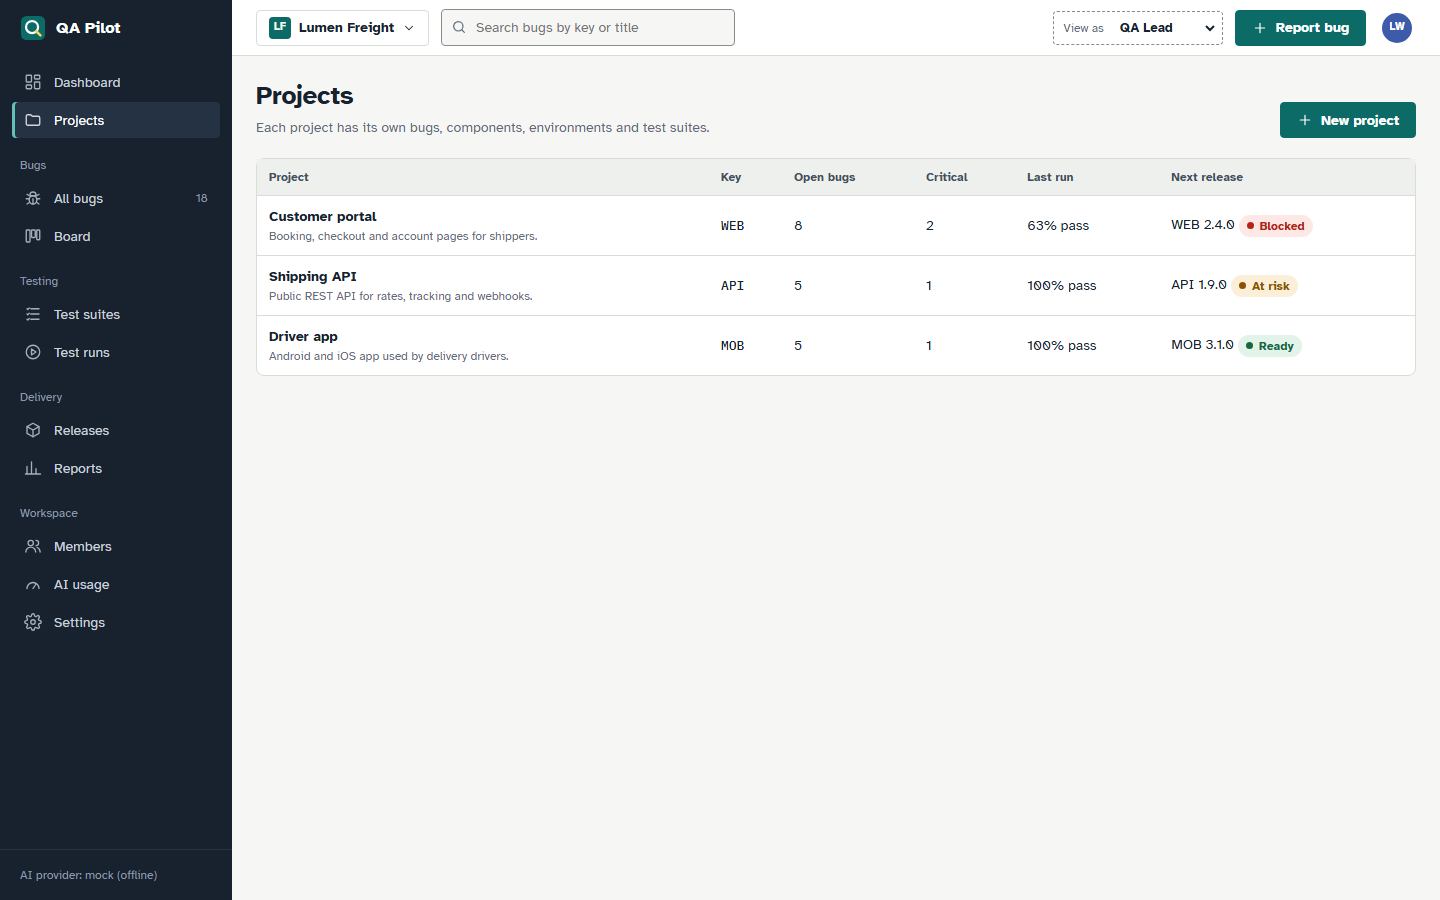 QA Pilot
LF Lumen Freight
Search bugs by key or title
View as QA Lead
Report bug
LW
Dashboard
Projects
Bugs
All bugs 18
Board
Testing
Test suites
Test runs
Delivery
Releases
Reports
Workspace
Members
AI usage
Settings
AI provider: mock (offline)
Projects
Each project has its own bugs, components, environments and test suites.
New project
Project Key Open bugs Critical Last run Next release
Customer portal
Booking, checkout and account pages for shippers.
WEB 8 2 63% pass WEB 2.4.0 Blocked
Shipping API
Public REST API for rates, tracking and webhooks.
API 5 1 100% pass API 1.9.0 At risk
Driver app
Android and iOS app used by delivery drivers.
MOB 5 1 100% pass MOB 3.1.0 Ready